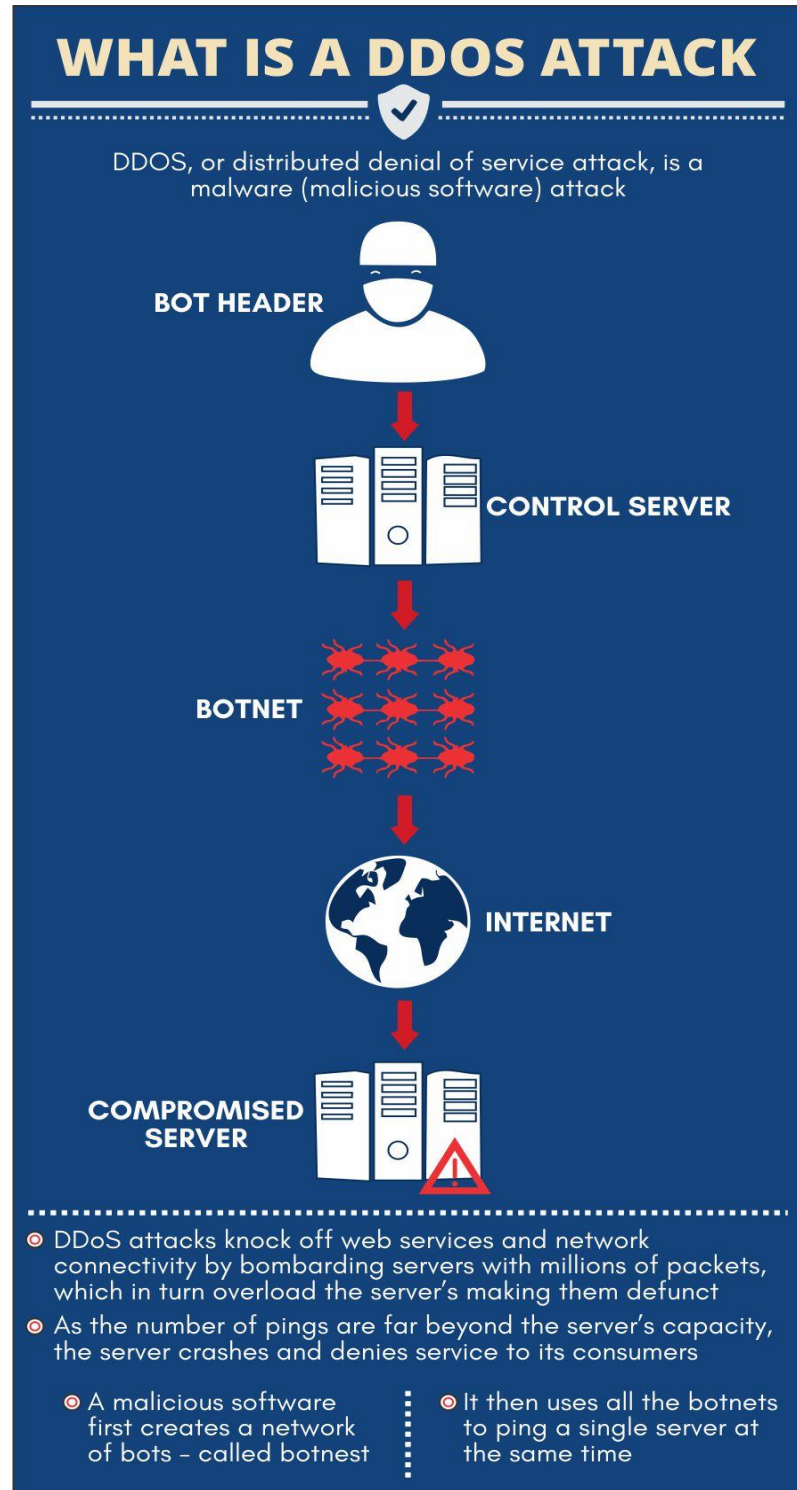 WHAT IS A DDOS ATTACK
DDOS, or distributed denial of service attack, is a
malware (malicious software) attack
BOT HEADER
CONTROL SERVER
BOTNET
INTERNET
COMPROMISED
SERVER
DDoS attacks knock off web services and network
connectivity by bombarding servers with millions of packets,
which in turn overload the server's making them defunct
As the number of pings are far beyond the server's capacity,
the server crashes and denies service to its consumers
A malicious software
first creates a network
of bots - called botnest
It then uses all the botnets
to ping a single server at
the same time